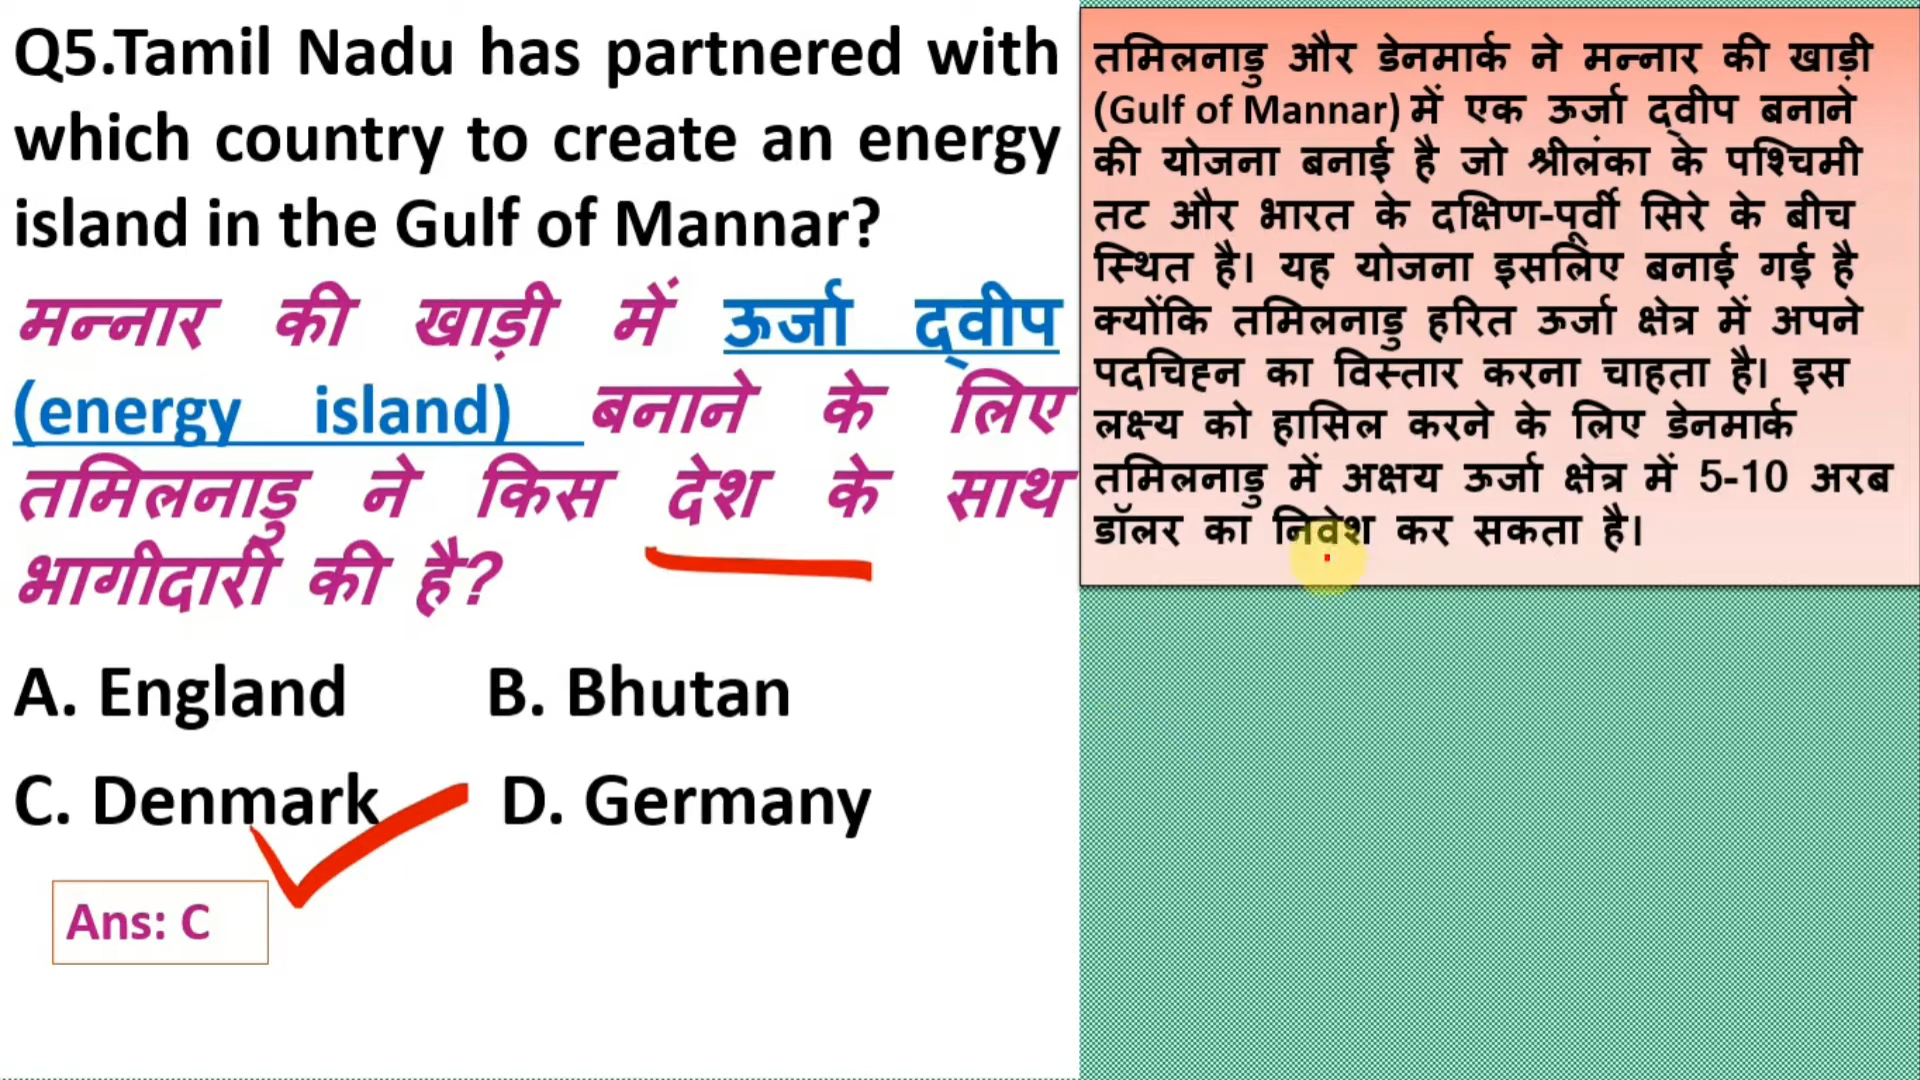 Q5.Tamil Nadu has partnered with
which country to create an energy
island in the Gulf of Mannar?
मन्नार की खाड़ी में ऊर्जा द्वीप
(energy island) बनाने के लिए
तमिलनाडु ने किस देश के साथ
भागीदारी की है?
A. England B. Bhutan
C. Denmark D. Germany
Ans: C
तमिलनाडु और डेनमार्क ने मन्नार की खाड़ी
(Gulf of Mannar) में एक ऊर्जा द्वीप बनाने
की योजना बनाई है जो श्रीलंका के पश्चिमी
तट और भारत के दक्षिण-पूर्वी सिरे के बीच
स्थित है। यह योजना इसलिए बनाई गई है
क्योंकि तमिलनाडु हरित ऊर्जा क्षेत्र में अपने
पदचिह्न का विस्तार करना चाहता है। इस
लक्ष्य को हासिल करने के लिए डेनमार्क
तमिलनाडु में अक्षय ऊर्जा क्षेत्र में 5-10 अरब
डॉलर का निवेश कर सकता है।